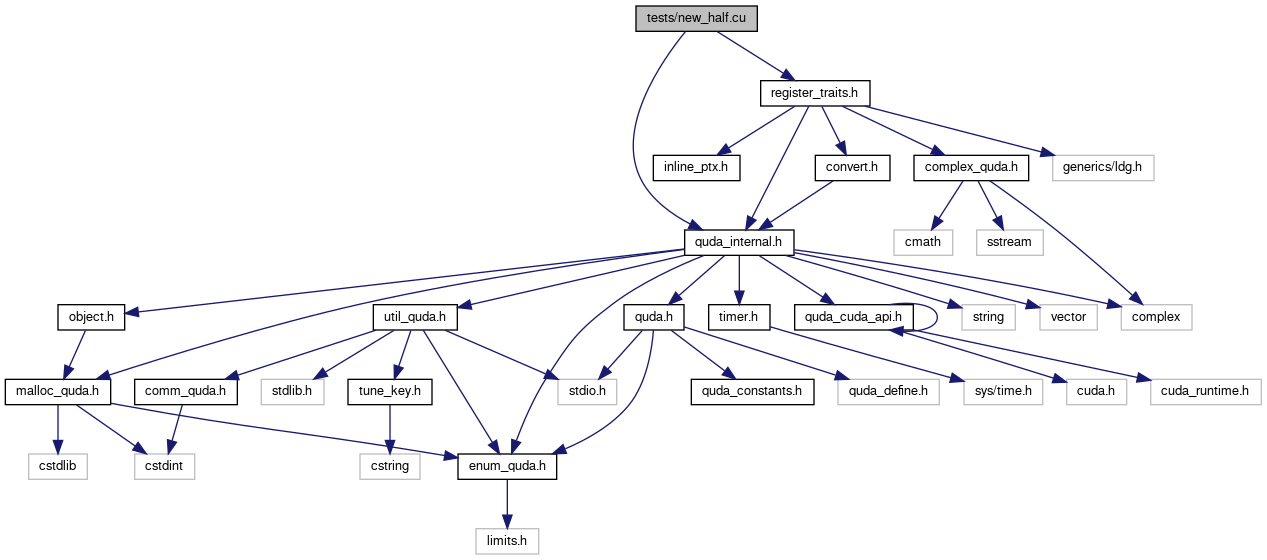 tests/new_half.cu
register_traits.h
inline_ptx.h
convert.h
complex_quda.h
generics/ldg.h
quda_internal.h
cmath
sstream
object.h
util_quda.h
quda.h
timer.h
quda_cuda_api.h
string
vector
complex
malloc_quda.h
comm_quda.h
stdlib.h
tune_key.h
stdio.h
quda_constants.h
quda_define.h
sys/time.h
cuda.h
cuda_runtime.h
cstdlib
cstdint
cstring
enum_quda.h
limits.h